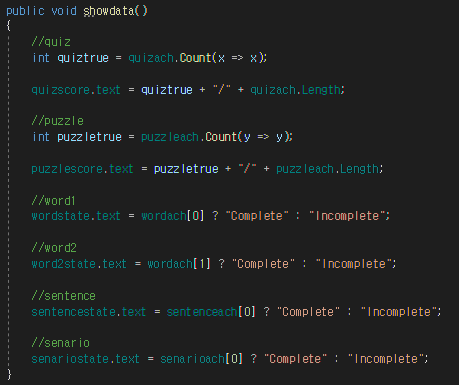 public void showdata()
{
//quiz
int quiztrue = quizach.Count(x => x);
quizscore.text = quiztrue + "/" + quizach.Length;
//puzzle
int puzzletrue = puzzleach.Count(y => y);
puzzlescore.text = puzzletrue + "/" + puzzleach.Length;
//word1
wordstate.text = wordach[0] ? "Complete" : "Incomplete";
//word2
word2state.text = wordach[1] ? "Complete" : "Incomplete";
//sentence
sentencestate.text = sentenceach[0] ? "Complete" : "Incomplete";
//senario
senariostate.text = senarioach[0] ? "Complete" : "Incomplete";
}